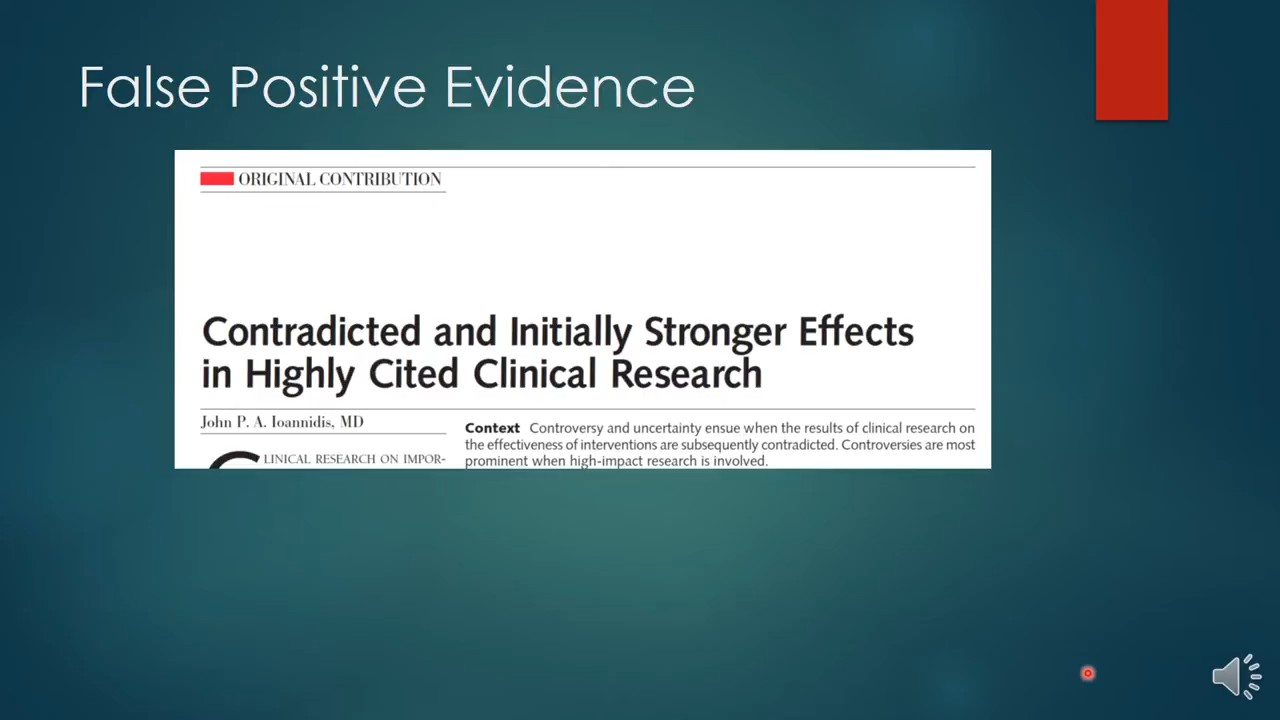 False Positive Evidence
ORIGINAL CONTRIBUTION
Contradicted and Initially Stronger Effects
in Highly Cited Clinical Research
John P. A. Ioannidis, MD
LINICAL RESEARCH ON IMPOR-
Context Controversy and uncertainty ensue when the results of clinical research on
the effectiveness of interventions are subsequently contradicted. Controversies are most
prominent when high-impact research is involved.